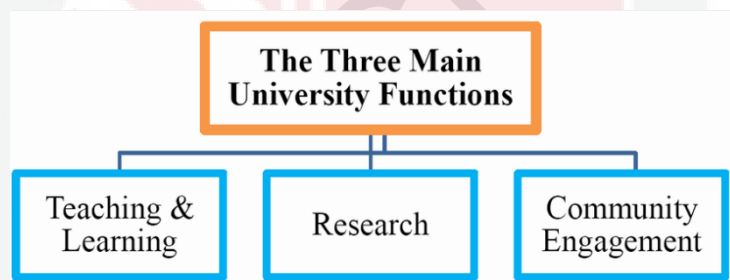 The Three Main
University Functions
Teaching &
Learning
Research
Community
Engagement